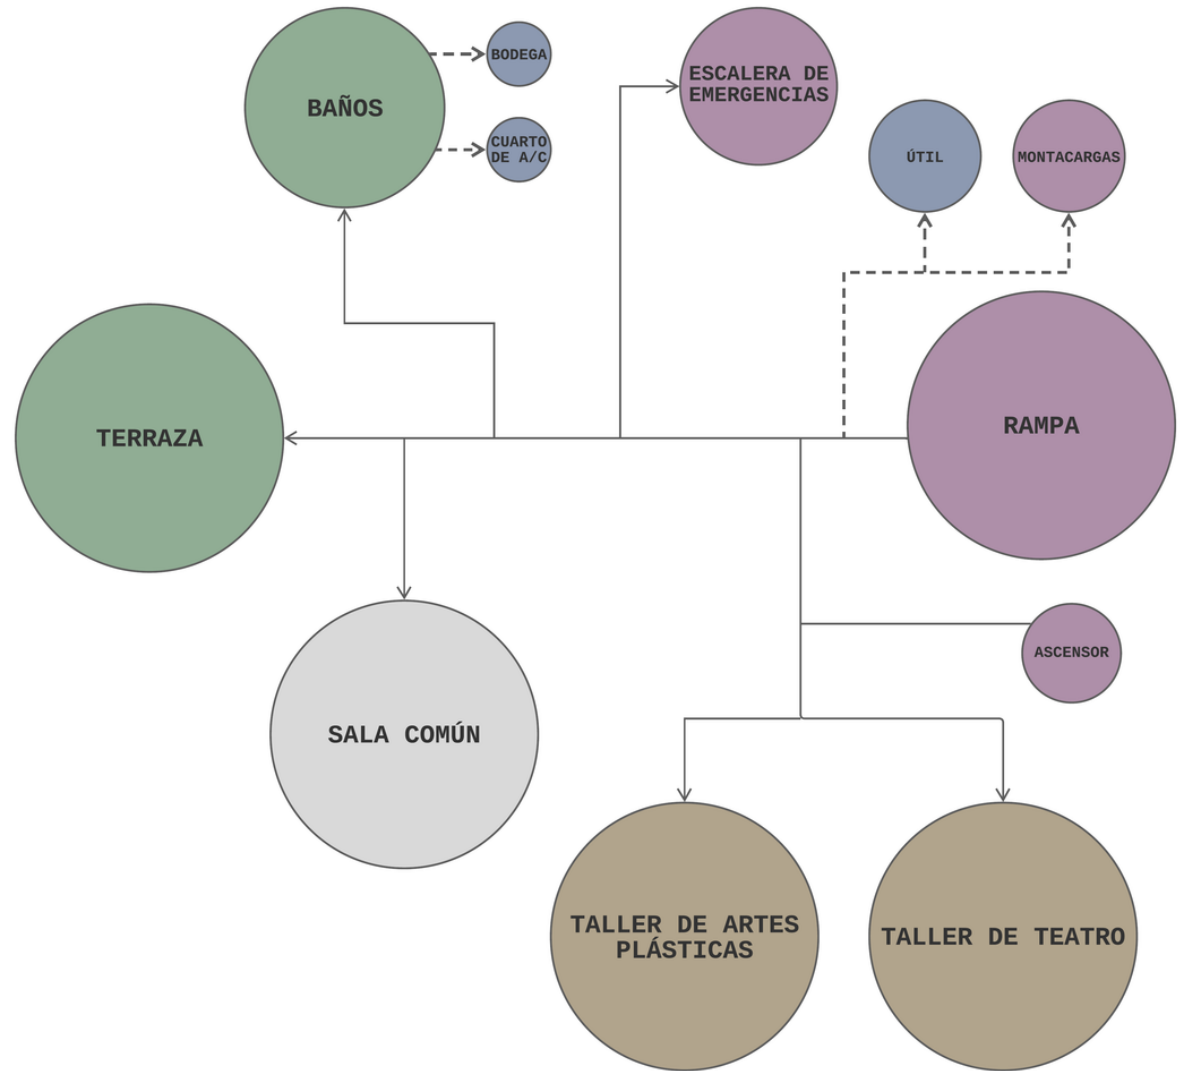 BODEGA
BAÑOS
CUARTO
DE A/C
ESCALERA DE
EMERGENCIAS
ÚTIL
MONTACARGAS
TERRAZA
RAMPA
ASCENSOR
SALA COMÚN
TALLER DE ARTES
PLÁSTICAS
TALLER DE TEATRO